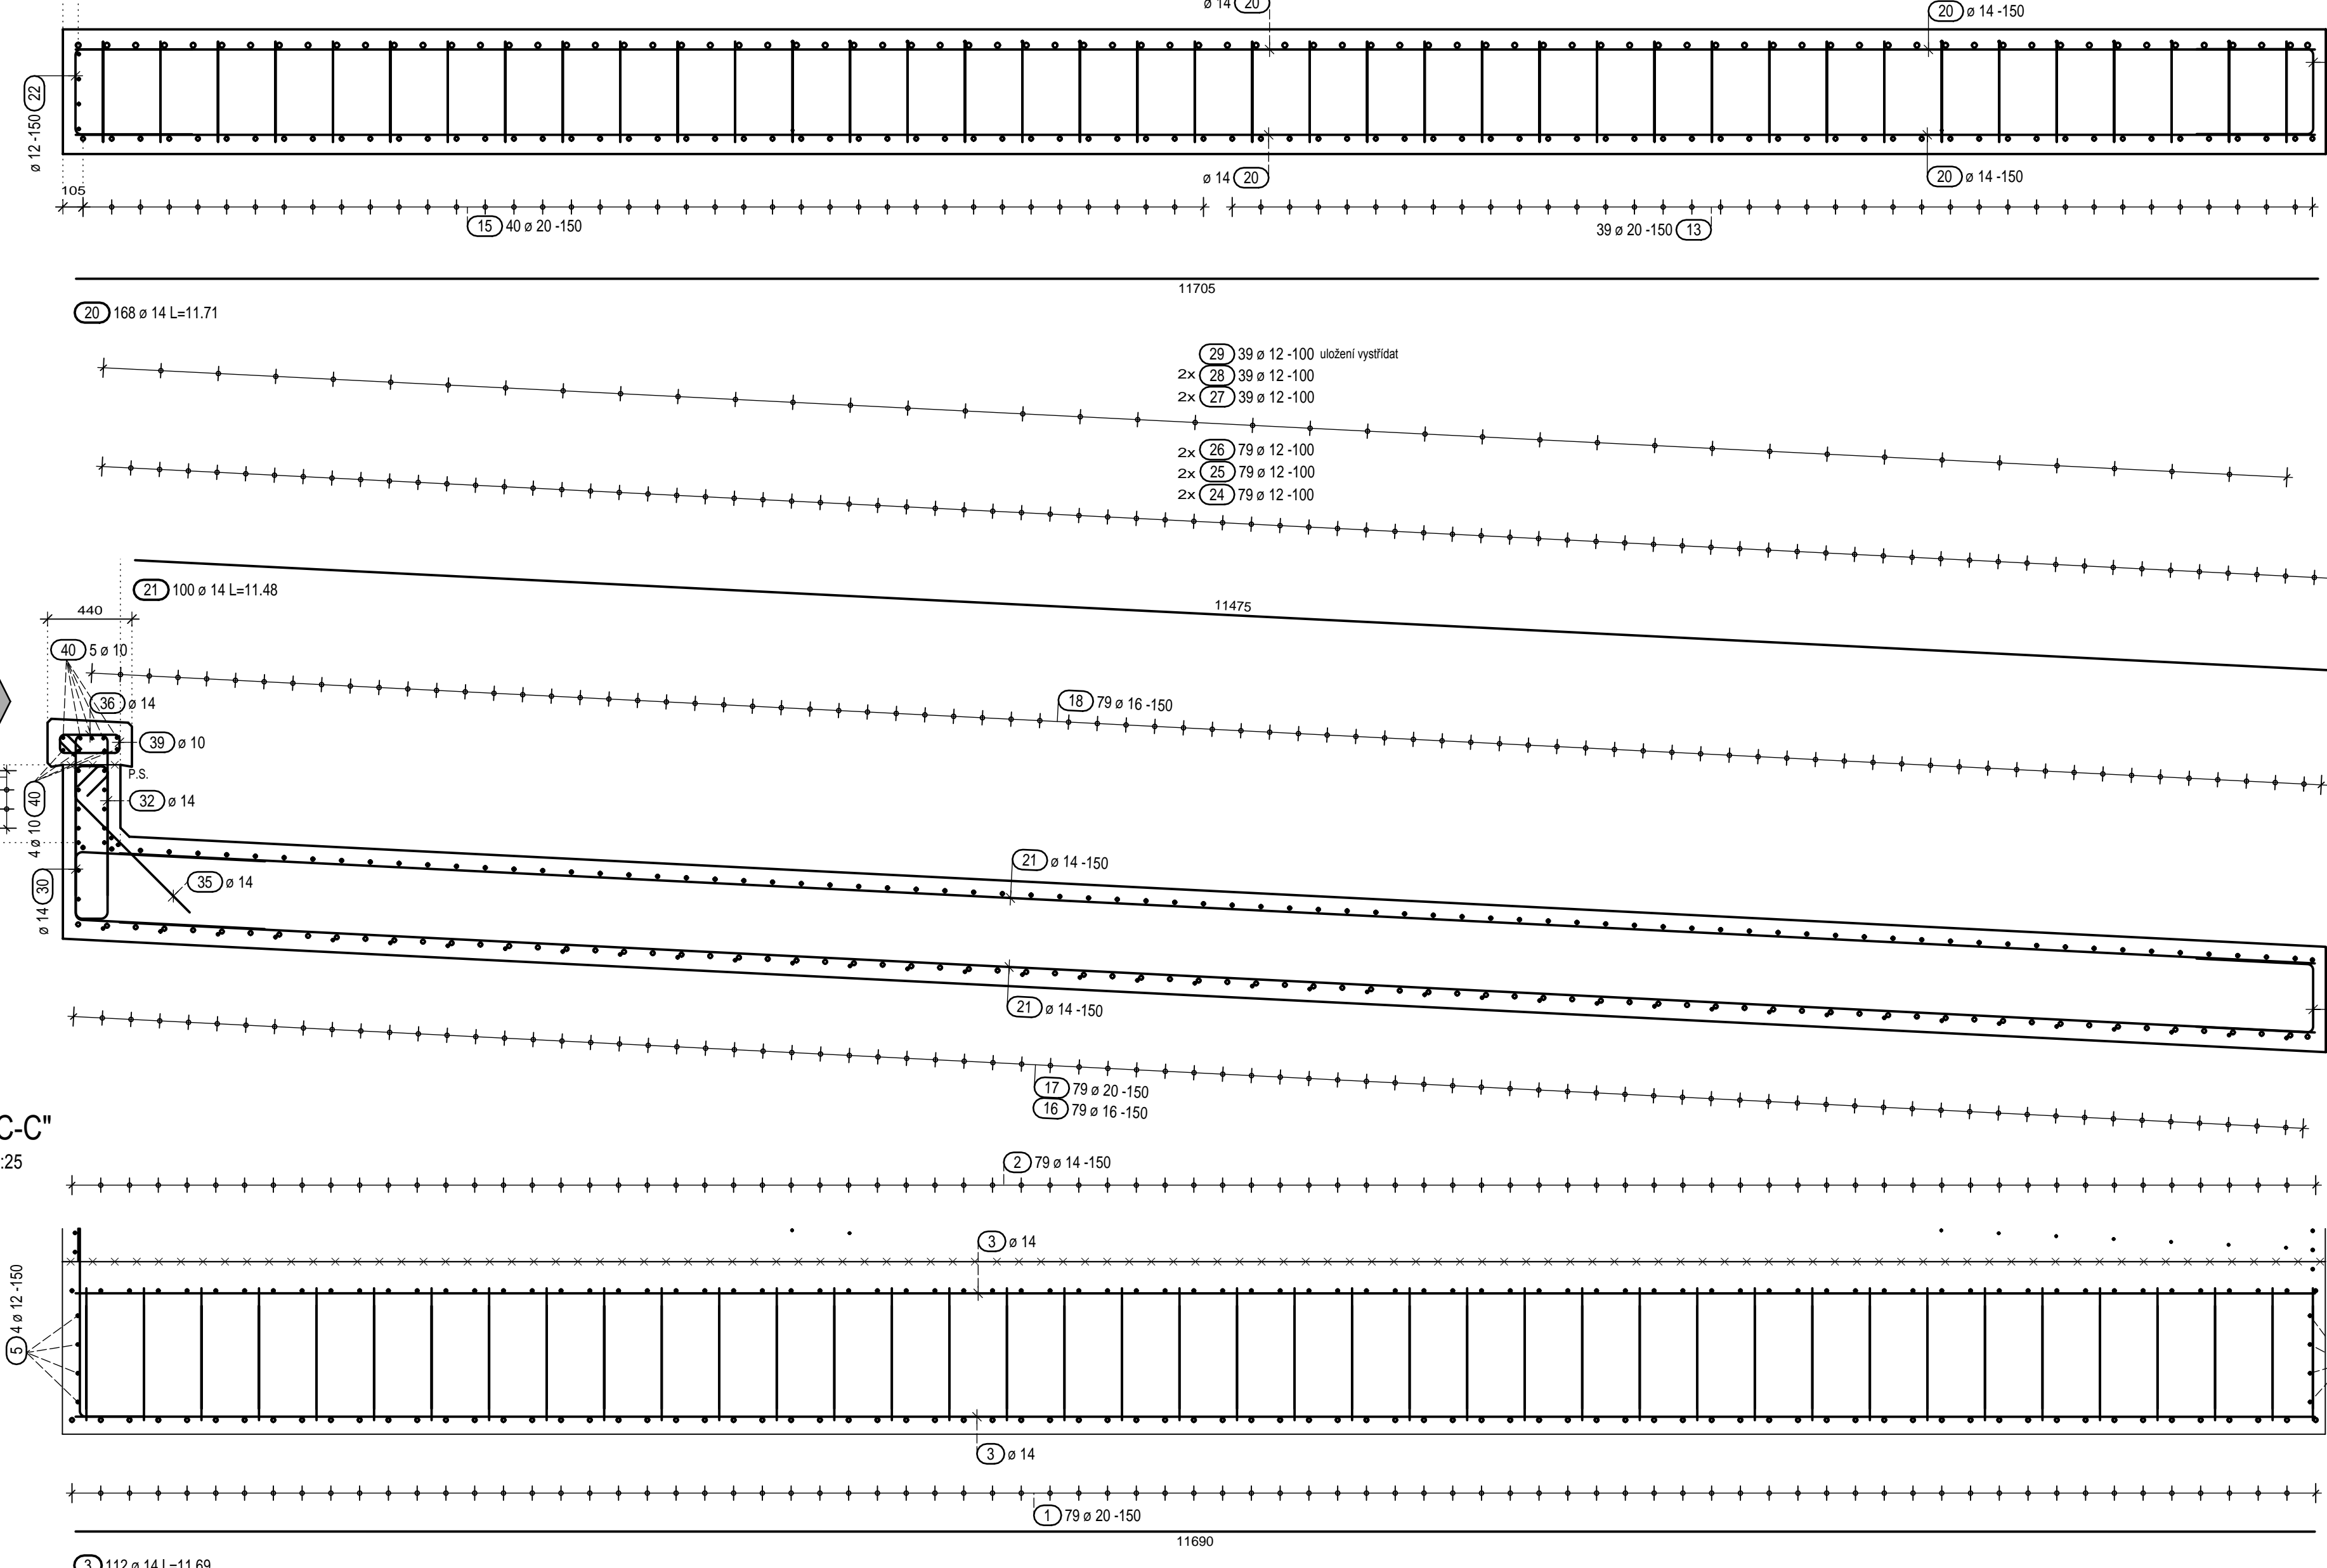 ø 14 20
20 ø 14 -150
ø 12 -150 22
105
ø 14 20
20 ø 14 -150
15 40 ø 20 -150
39 ø 20 -150 13
11705
20 168 ø 14 L=11.71
29 39 ø 12 -100 uložení vystřídat
2x 28 39 ø 12 -100
2x 27 39 ø 12 -100
2x 26 79 ø 12 -100
2x 25 79 ø 12 -100
2x 24 79 ø 12 -100
21 100 ø 14 L=11.48
11475
440
40 5 ø 10
36 ø 14
18 79 ø 16 -150
39 ø 10
P.S.
32 ø 14
4 ø 10 40
21 ø 14 -150
35 ø 14
ø 14 30
21 ø 14 -150
17 79 ø 20 -150
16 79 ø 16 -150
C-C"
:25
2 79 ø 14 -150
3 ø 14
5 4 ø 12 -150
3 ø 14
1 79 ø 20 -150
11690
3 112 ø 14 L=11.69